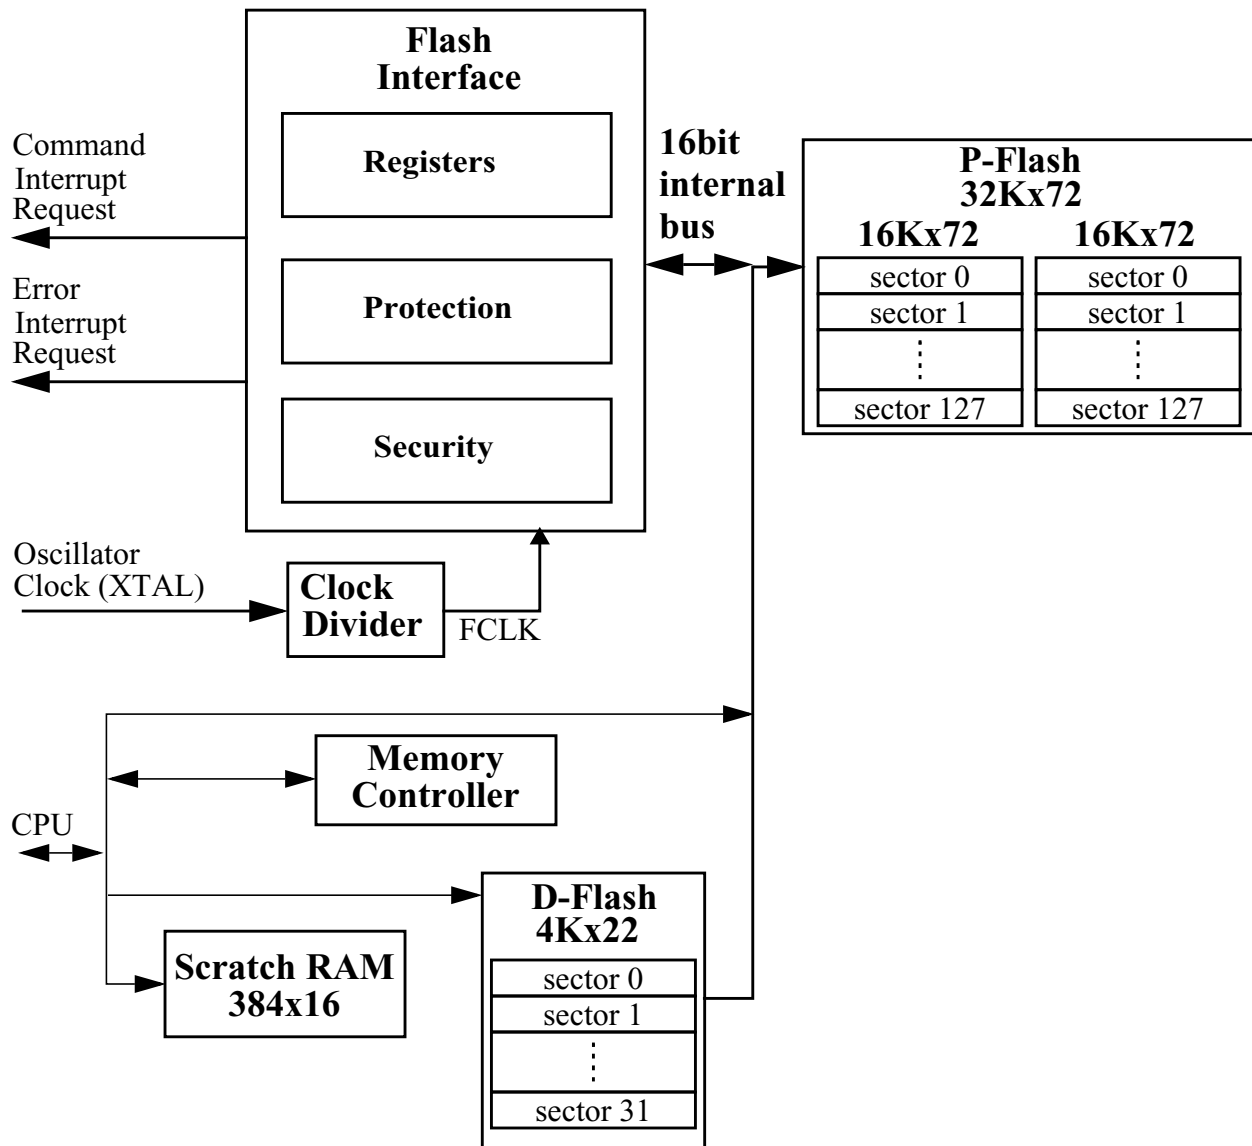 Flash
Interface
Registers
Protection
Security
Command
Interrupt
Request
Error
Interrupt
Request
16bit
internal
bus
P-Flash
32Kx72
16Kx72 16Kx72
sector 0 sector 0
sector 1 sector 1
sector 127 sector 127
Oscillator
Clock (XTAL)
Clock
Divider
FCLK
Memory
Controller
CPU
D-Flash
4Kx22
sector 0
sector 1
sector 31
Scratch RAM
384x16